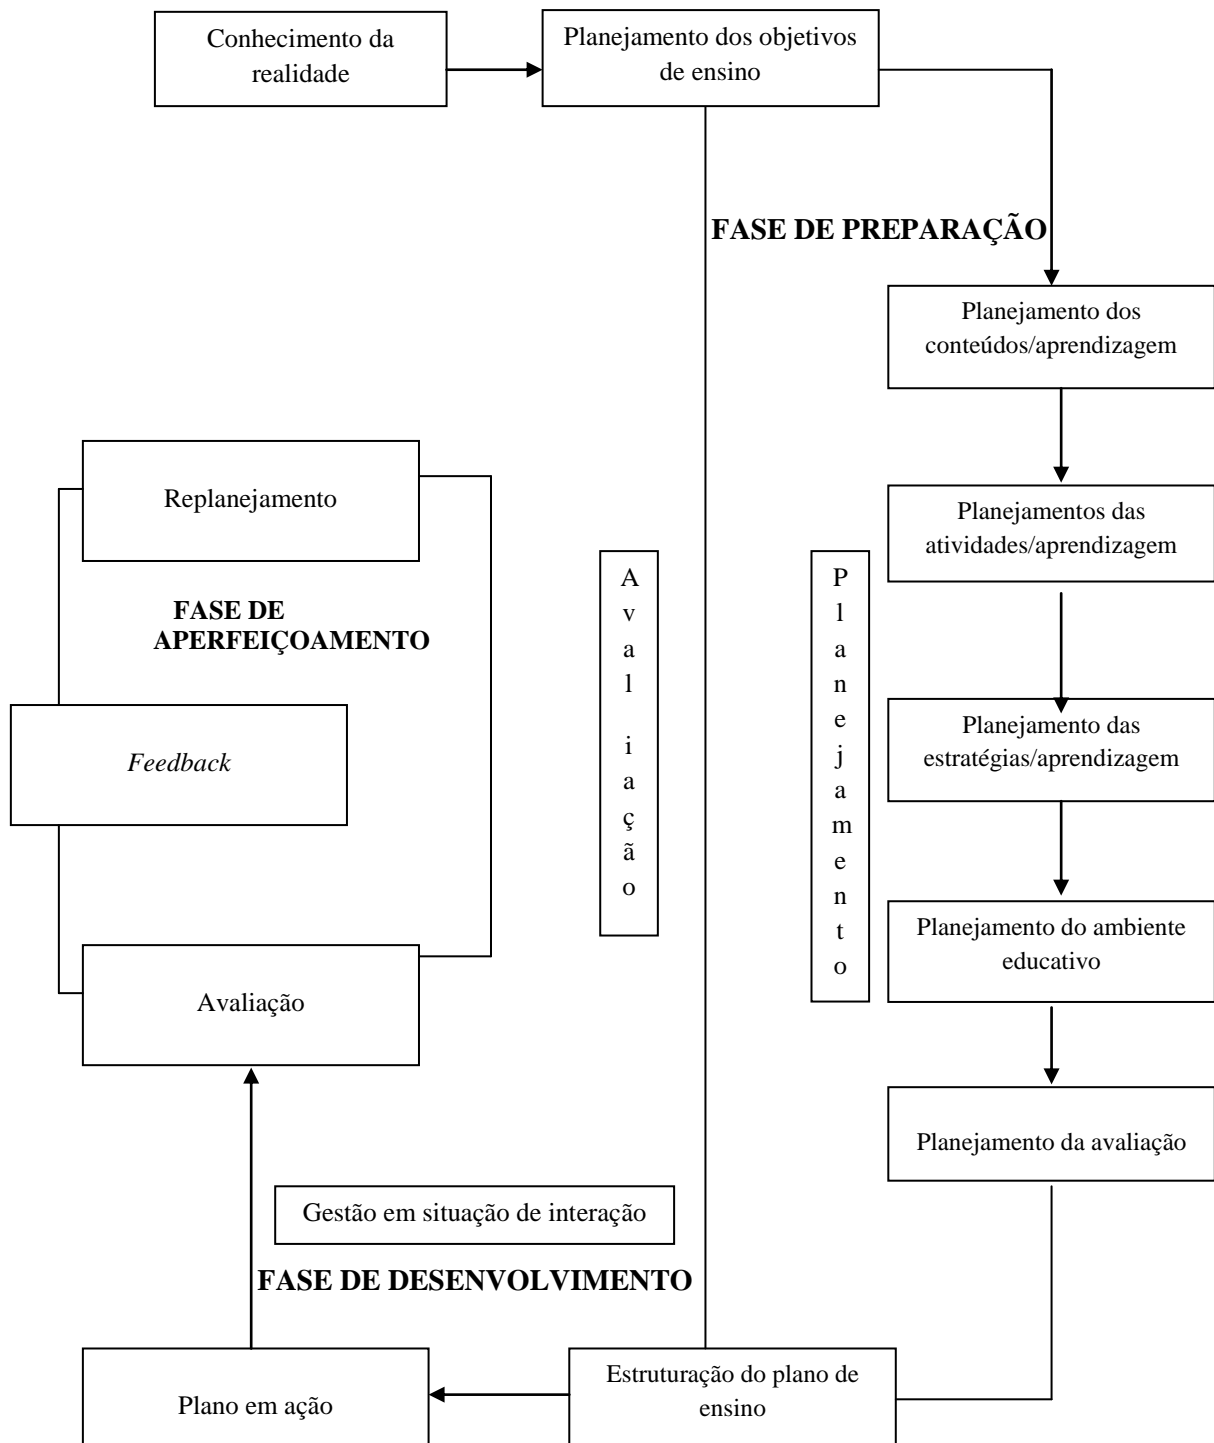 Conhecimento da
realidade
Planejamento dos objetivos
de ensino
FASE DE PREPARAÇÃO
Planejamento dos
conteúdos/aprendizagem
Planejamentos das
atividades/aprendizagem
Planejamento das
estratégias/aprendizagem
Planejamento do ambiente
educativo
Planejamento da avaliação
Planejamento
Avaliação
Replanejamento
FASE DE
APERFEIÇOAMENTO
Feedback
Avaliação
Gestão em situação de interação
FASE DE DESENVOLVIMENTO
Plano em ação
Estruturação do plano de
ensino